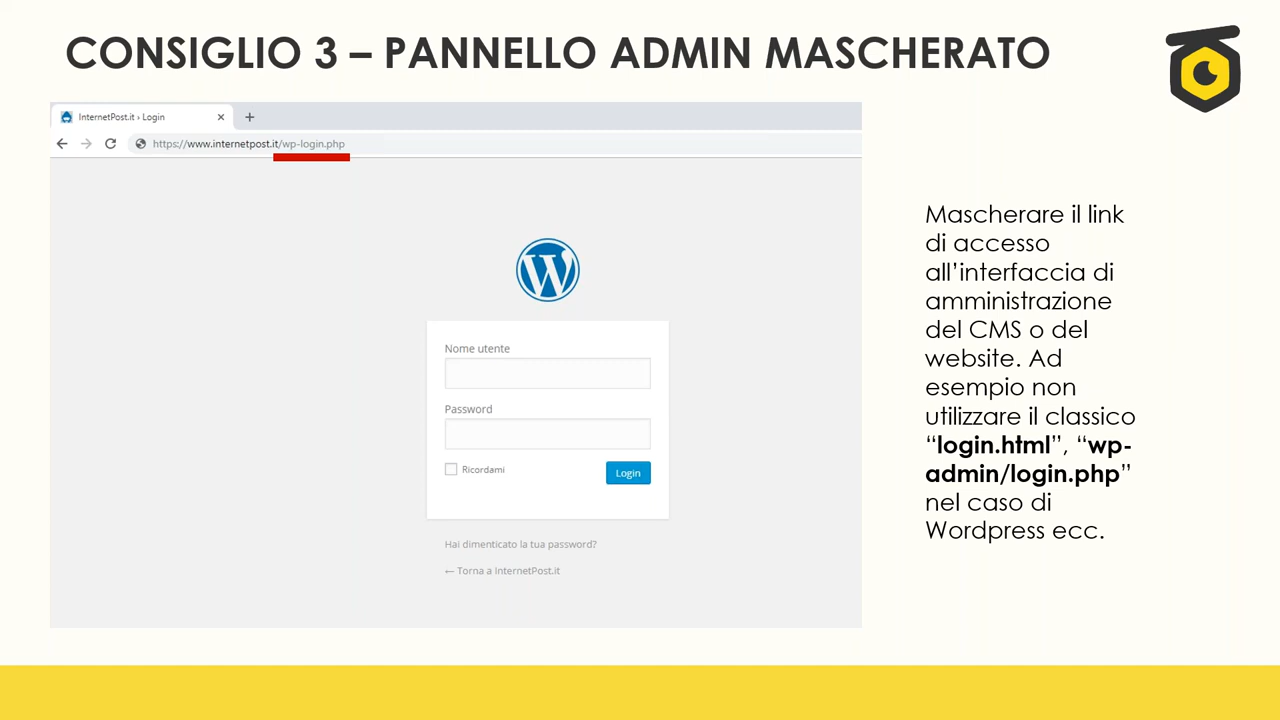 CONSIGLIO 3 – PANNELLO ADMIN MASCHERATO
InternetPost.it › Login
https://www.internetpost.it/wp-login.php
Nome utente
Password
Ricordami
Login
Hai dimenticato la tua password?
← Torna a InternetPost.it
Mascherare il link
di accesso
all’interfaccia di
amministrazione
del CMS o del
website. Ad
esempio non
utilizzare il classico
“login.html”, “wp-
admin/login.php”
nel caso di
Wordpress ecc.